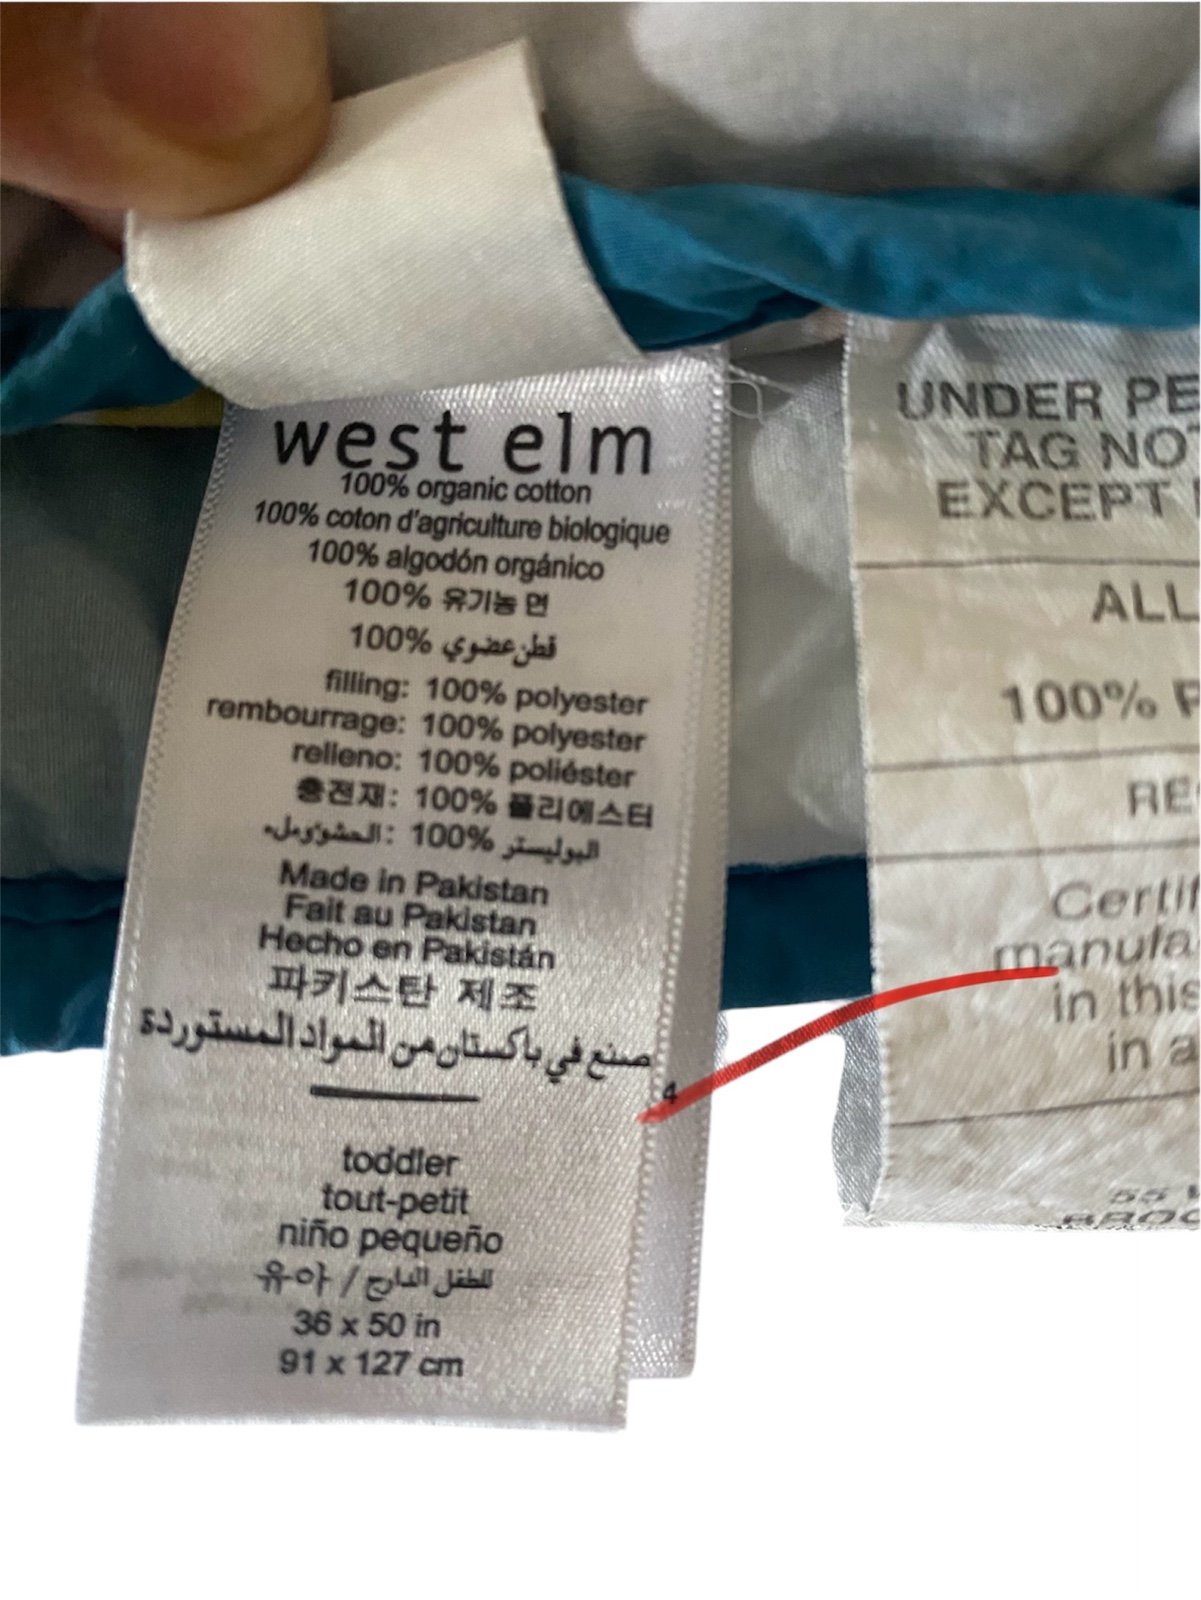 west elm
100% organic cotton
100% coton d'agriculture biologique
100% algodón orgánico
100% 유기농 면
100% قطن عضوي
filling: 100% polyester
rembourrage: 100% polyester
relleno: 100% poliéster
충전재: 100% 폴리에스터
البوليستر 100% :
Made in Pakistan
Fait au Pakistan
Hecho en Pakistán
파키스탄 제조
صنع في باكستان من المواد المستوردة
4
toddler
tout-petit
niño pequeño
유아 / للطفل الدارج
36 x 50 in
91 x 127 cm
UNDER PE
TAG NOT
EXCEPT
ALL
100%
RE
Certif
manufa
in this
in a
55